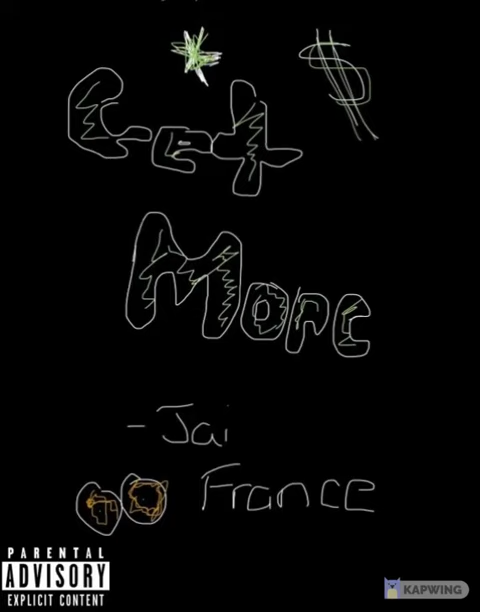 $
Get
More
-Jai
France
PARENTAL
ADVISORY
EXPLICIT CONTENT
KAPWING